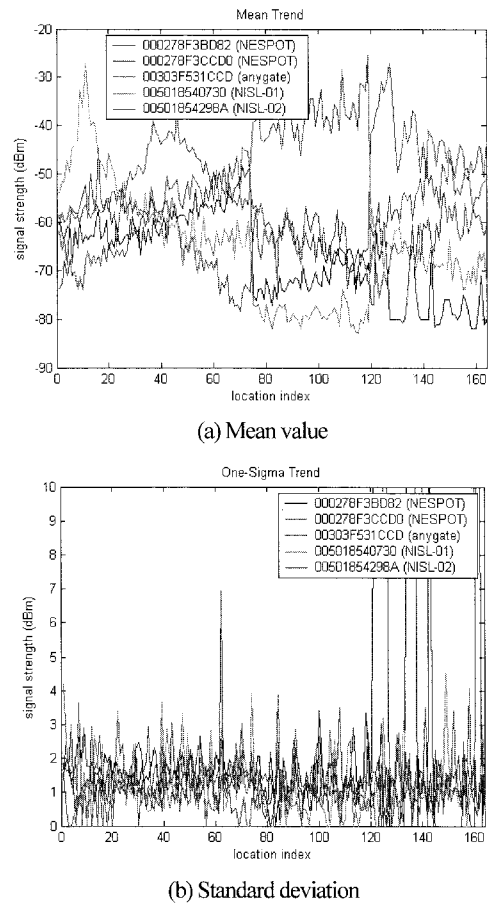 Mean Trend
-20
-30
-40
-50
-60
-70
-80
-90
signal strength (dBm)
000278F3BD82 (NESPOT)
000278F3CCD0 (NESPOT)
00303F531CCD (anygate)
005018540730 (NISL-01)
00501854298A (NISL-02)
0 20 40 60 80 100 120 140 160
location index
(a) Mean value
One-Sigma Trend
10
9
8
7
6
5
4
3
2
1
0
signal strength (dBm)
000278F3BD82 (NESPOT)
000278F3CCD0 (NESPOT)
00303F531CCD (anygate)
005018540730 (NISL-01)
00501854298A (NISL-02)
0 20 40 60 80 100 120 140 160
location index
(b) Standard deviation